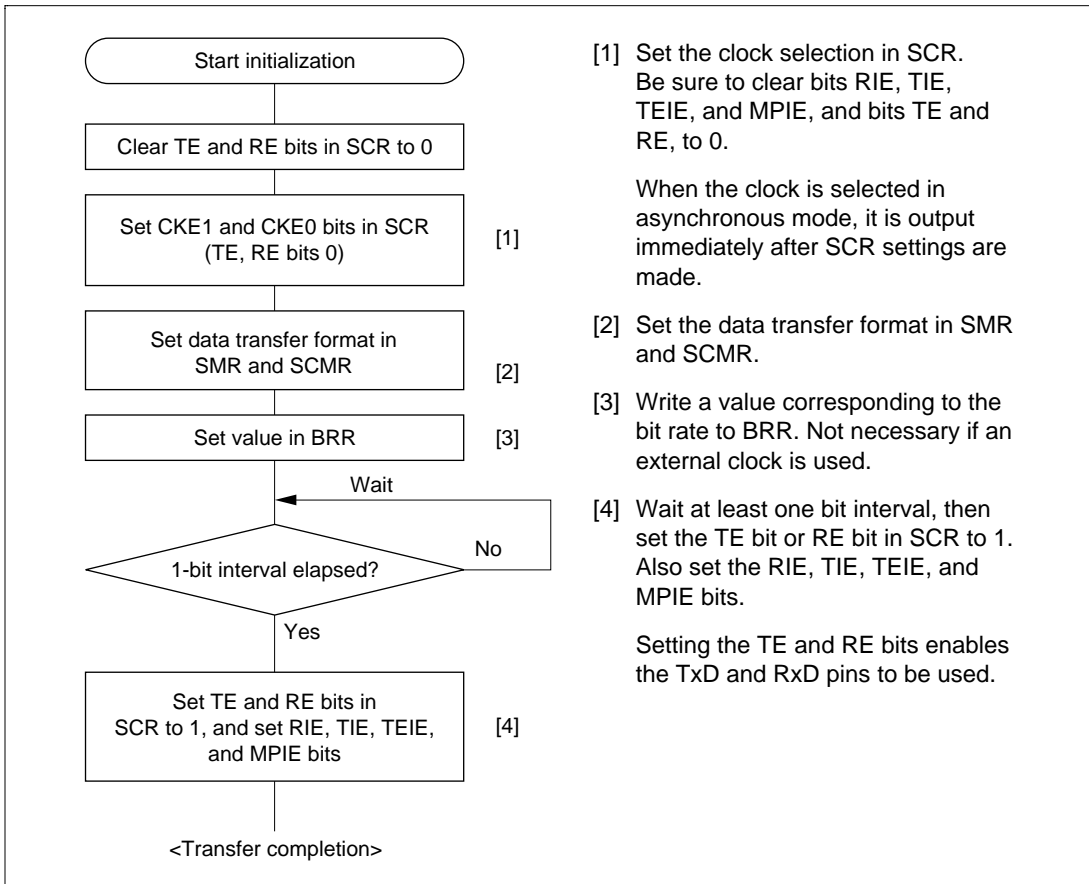 Start initialization
Clear TE and RE bits in SCR to 0
Set CKE1 and CKE0 bits in SCR
(TE, RE bits 0)
[1]
Set data transfer format in
SMR and SCMR
[2]
Set value in BRR
[3]
Wait
1-bit interval elapsed?
No
Yes
Set TE and RE bits in
SCR to 1, and set RIE, TIE, TEIE,
and MPIE bits
[4]
<Transfer completion>
[1] Set the clock selection in SCR.
Be sure to clear bits RIE, TIE,
TEIE, and MPIE, and bits TE and
RE, to 0.
When the clock is selected in
asynchronous mode, it is output
immediately after SCR settings are
made.
[2] Set the data transfer format in SMR
and SCMR.
[3] Write a value corresponding to the
bit rate to BRR. Not necessary if an
external clock is used.
[4] Wait at least one bit interval, then
set the TE bit or RE bit in SCR to 1.
Also set the RIE, TIE, TEIE, and
MPIE bits.
Setting the TE and RE bits enables
the TxD and RxD pins to be used.